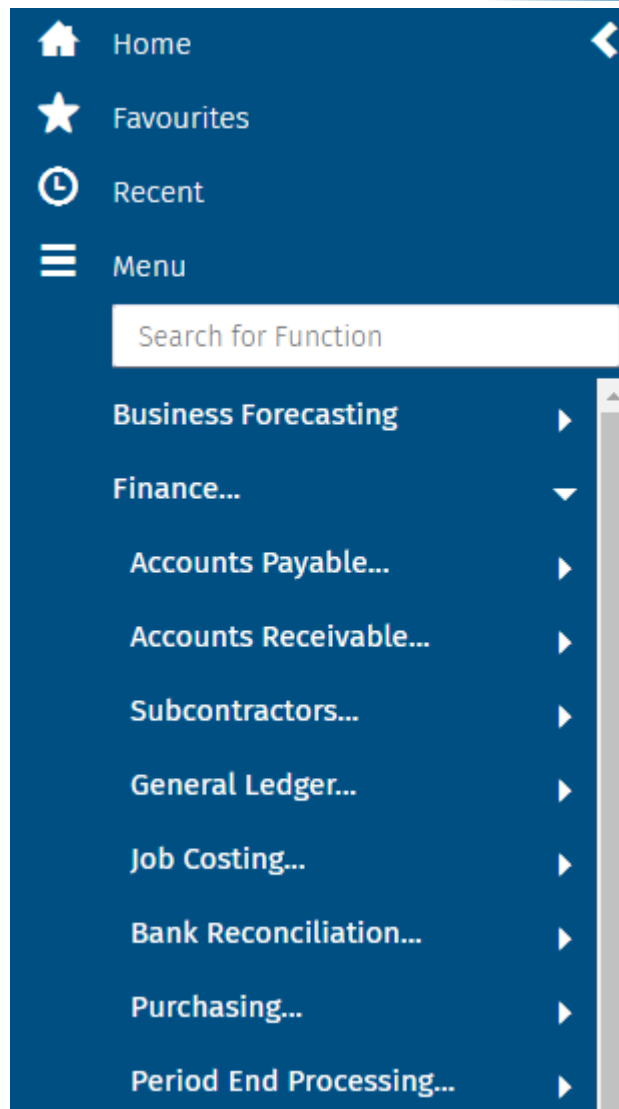 Home
Favourites
Recent
Menu
Search for Function
Business Forecasting
Finance...
Accounts Payable...
Accounts Receivable...
Subcontractors...
General Ledger...
Job Costing...
Bank Reconciliation...
Purchasing...
Period End Processing...